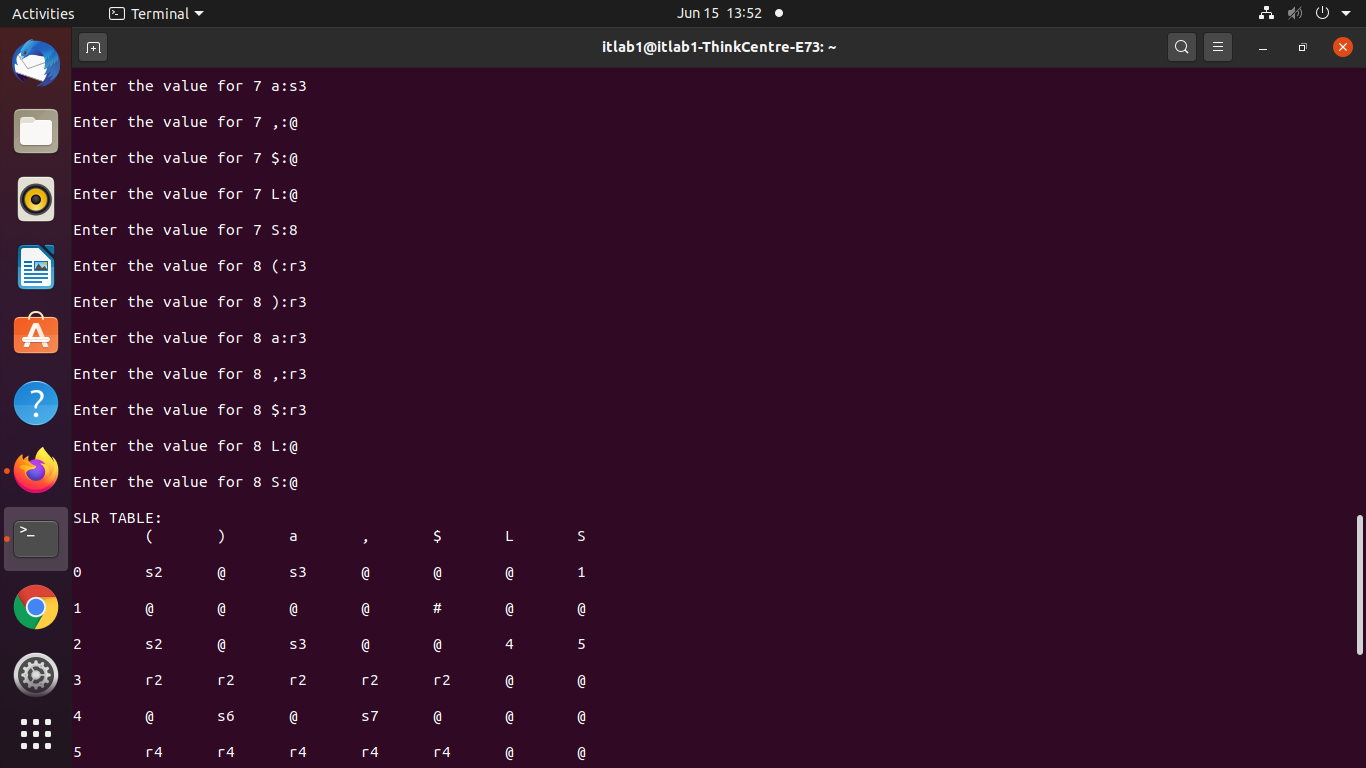 Activities Terminal Jun 15 13:52
itlab1@itlab1-ThinkCentre-E73: ~
Enter the value for 7 a:s3
Enter the value for 7 ,:@
Enter the value for 7 $:@
Enter the value for 7 L:@
Enter the value for 7 S:8
Enter the value for 8 (:r3
Enter the value for 8 ):r3
Enter the value for 8 a:r3
Enter the value for 8 ,:r3
Enter the value for 8 $:r3
Enter the value for 8 L:@
Enter the value for 8 S:@
SLR TABLE:
( ) a , $ L S
0 s2 @ s3 @ @ @ 1
1 @ @ @ @ # @ @
2 s2 @ s3 @ @ 4 5
3 r2 r2 r2 r2 r2 @ @
4 @ s6 @ s7 @ @ @
5 r4 r4 r4 r4 r4 @ @